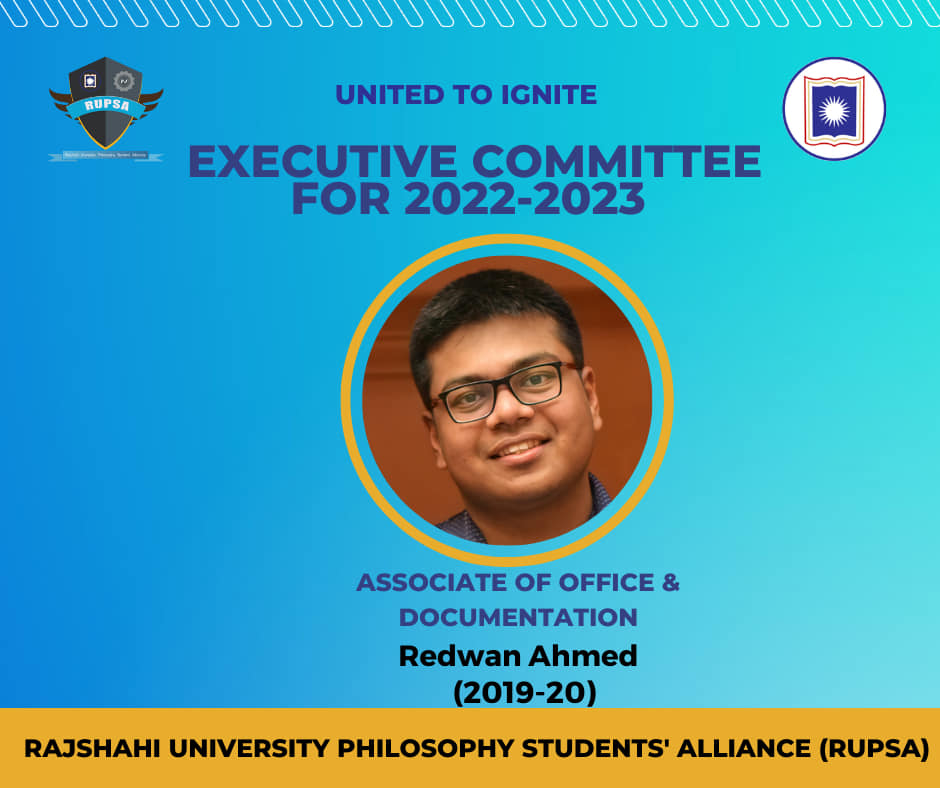 RUPSA
UNITED TO IGNITE
EXECUTIVE COMMITTEE
FOR 2022-2023
ASSOCIATE OF OFFICE &
DOCUMENTATION
Redwan Ahmed
(2019-20)
RAJSHAHI UNIVERSITY PHILOSOPHY STUDENTS' ALLIANCE (RUPSA)